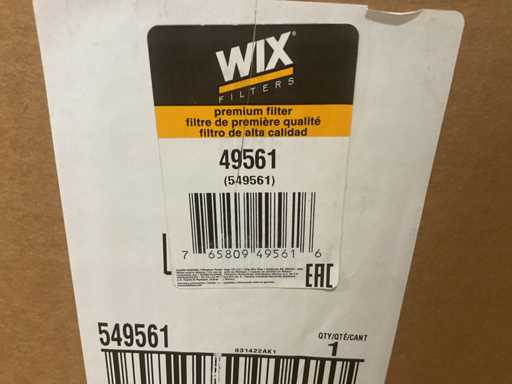 WIX
FILTERS
premium filter
filtre de première qualité
filtro de alta calidad
49561
(549561)
7 65809 49561 6
EAC
549561
831422AK1
QTY/QTÉ/CANT
1